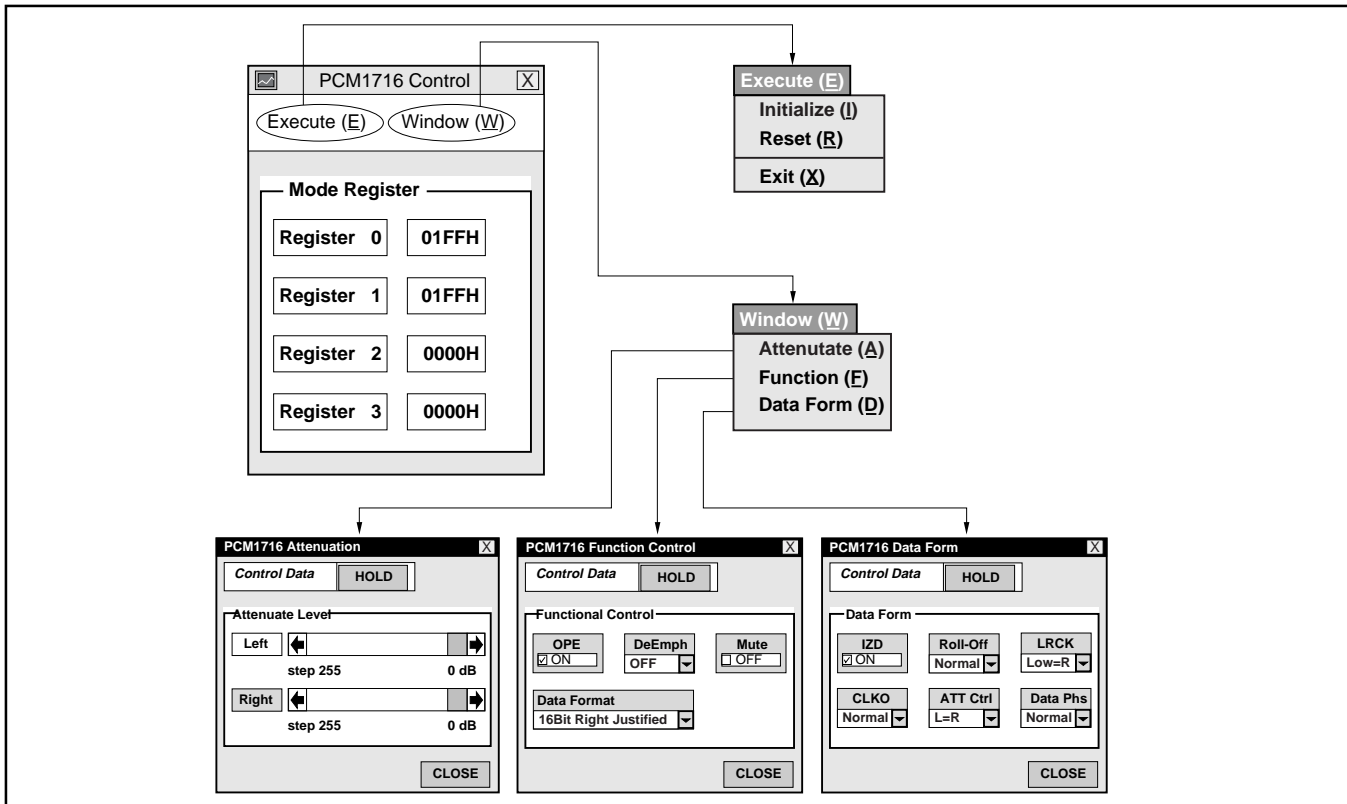 PCM1716 Control X
Execute (E) Window (W)
Mode Register
Register 0 01FFH
Register 1 01FFH
Register 2 0000H
Register 3 0000H
Execute (E)
Initialize (I)
Reset (R)
Exit (X)
Window (W)
Attenutate (A)
Function (F)
Data Form (D)
PCM1716 Attenuation X
Control Data HOLD
Attenuate Level
Left
step 255 0 dB
Right
step 255 0 dB
CLOSE
PCM1716 Function Control X
Control Data HOLD
Functional Control
OPE DeEmph Mute
ON OFF OFF
Data Format
16Bit Right Justified
CLOSE
PCM1716 Data Form X
Control Data HOLD
Data Form
IZD Roll-Off LRCK
ON Normal Low=R
CLKO ATT Ctrl Data Phs
Normal L=R Normal
CLOSE